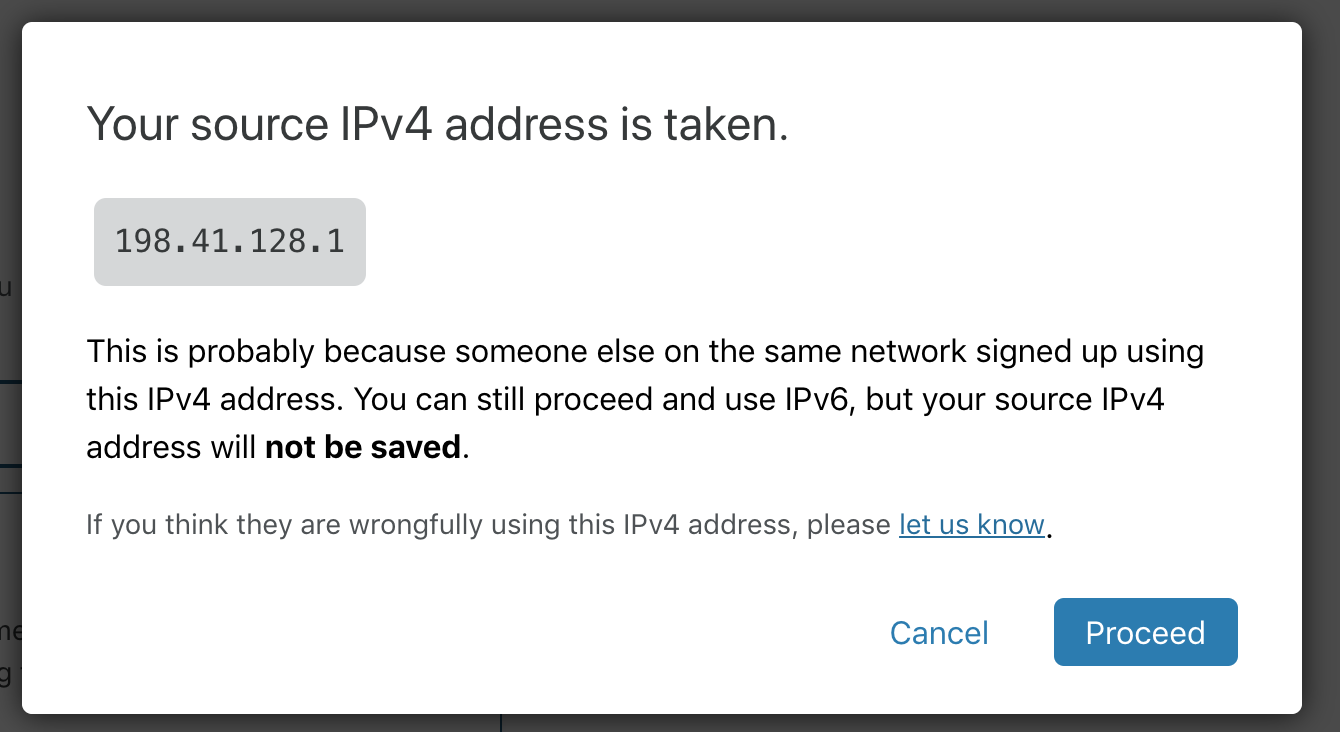 Your source IPv4 address is taken.
198.41.128.1
This is probably because someone else on the same network signed up using
this IPv4 address. You can still proceed and use IPv6, but your source IPv4
address will not be saved.
If you think they are wrongfully using this IPv4 address, please let us know.
Cancel
Proceed